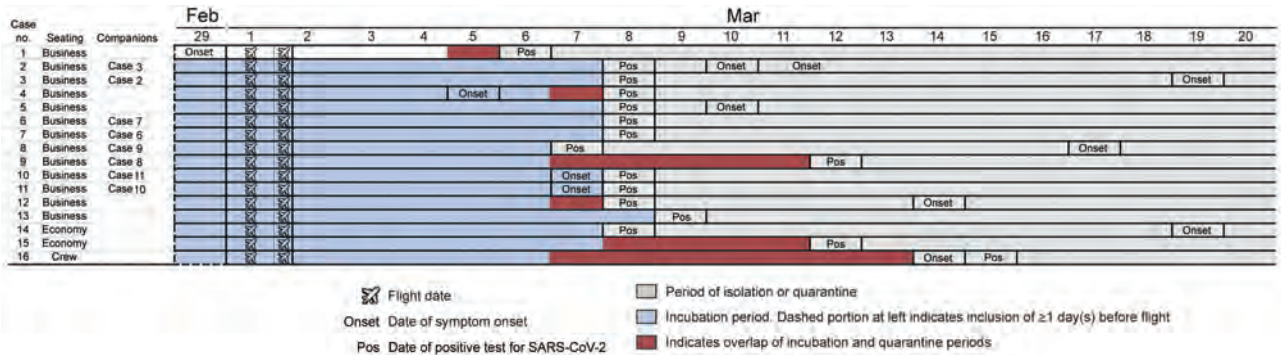 Feb Mar
Case no. Seating Companions 29 1 2 3 4 5 6 7 8 9 10 11 12 13 14 15 16 17 18 19 20
1 Business Onset Pos
2 Business Case 3 Pos Onset Onset
3 Business Case 2 Pos Onset
4 Business Onset Pos
5 Business Pos Onset
6 Business Case 7 Pos
7 Business Case 6 Pos
8 Business Case 9 Pos Onset
9 Business Case 8 Pos
10 Business Case 11 Onset Pos
11 Business Case 10 Onset Pos
12 Business Pos Onset
13 Business Pos
14 Economy Pos Onset
15 Economy Pos
16 Crew Onset Pos
Flight date
Onset Date of symptom onset
Pos Date of positive test for SARS-CoV-2
Period of isolation or quarantine
Incubation period. Dashed portion at left indicates inclusion of ≥1 day(s) before flight
Indicates overlap of incubation and quarantine periods